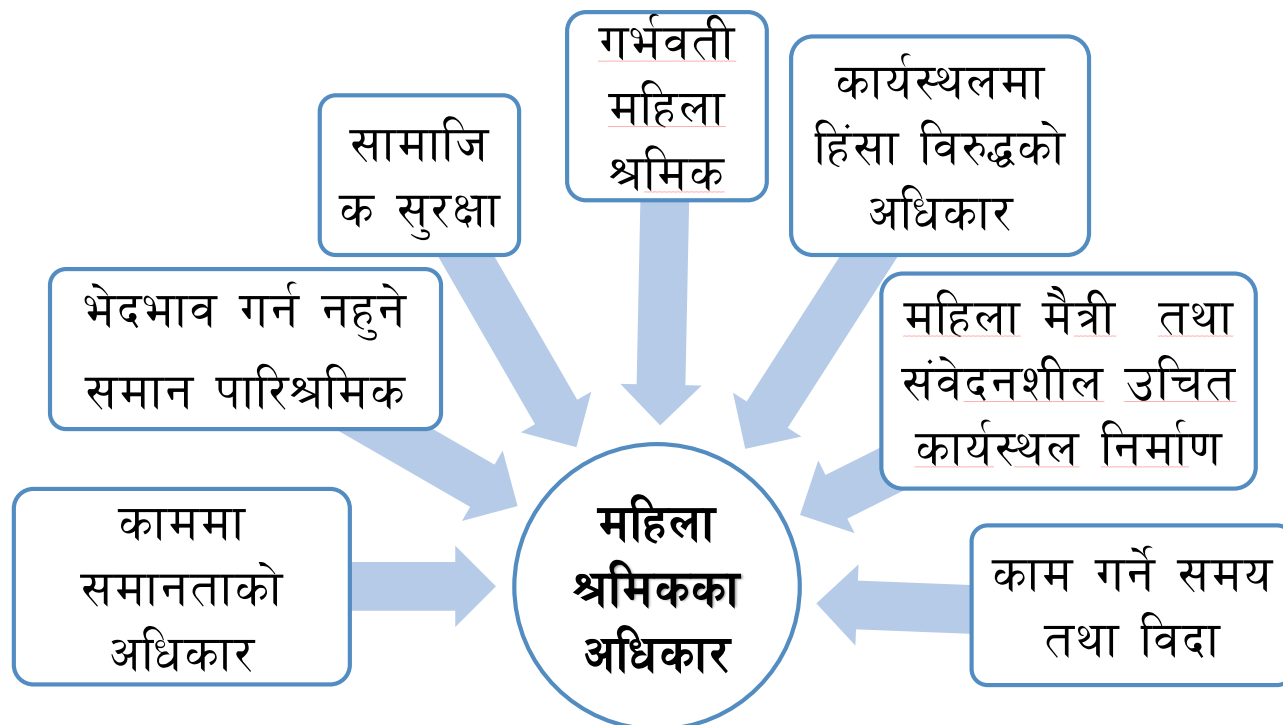 गर्भवती
महिला
श्रमिक
कार्यस्थलमा
हिंसा विरुद्धको
अधिकार
सामाजि
क सुरक्षा
भेदभाव गर्न नहुने
समान पारिश्रमिक
महिला मैत्री तथा
संवेदनशील उचित
कार्यस्थल निर्माण
काममा
समानताको
अधिकार
महिला
श्रमिकका
अधिकार
काम गर्ने समय
तथा विदा